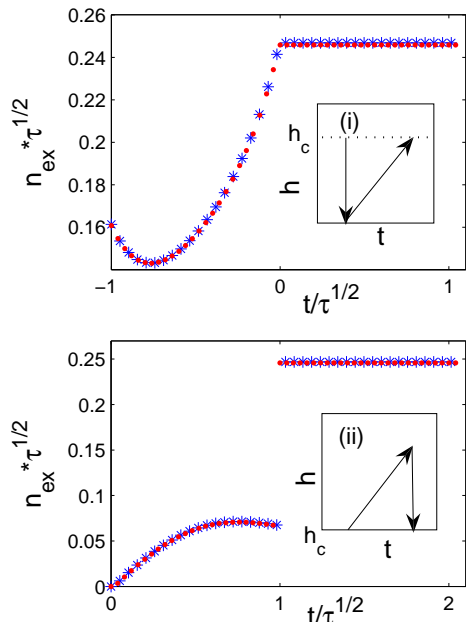 0.26
0.24
0.22
0.2
0.18
0.16
n_ex*τ^1/2
(i)
h_c
h
t
−1
0
1
t/τ^1/2
0.25
0.2
0.15
0.1
0.05
0
n_ex*τ^1/2
(ii)
h
h_c
t
0
1
2
t/τ^1/2